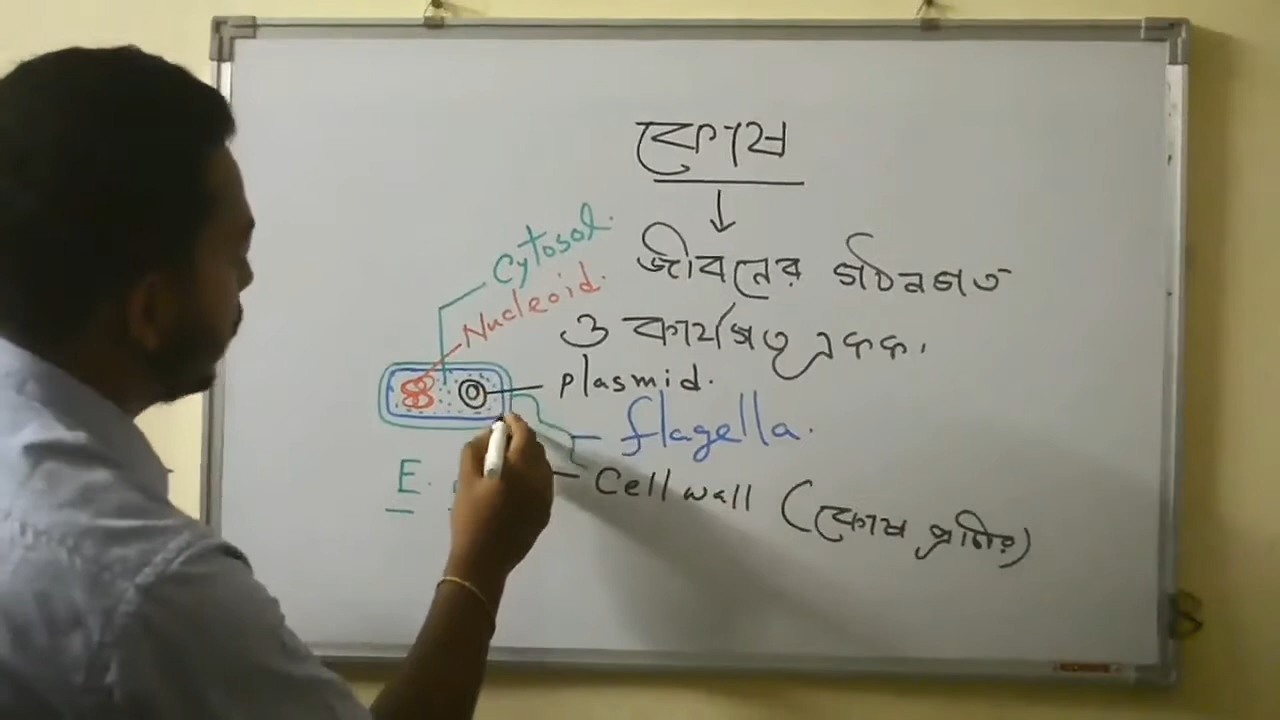 কোষ
জীবনের গঠনগত
ও কার্যগত একক.
Cytosol.
Nucleoid.
plasmid.
flagella.
Cell wall (কোষ প্রাচীর)
E.